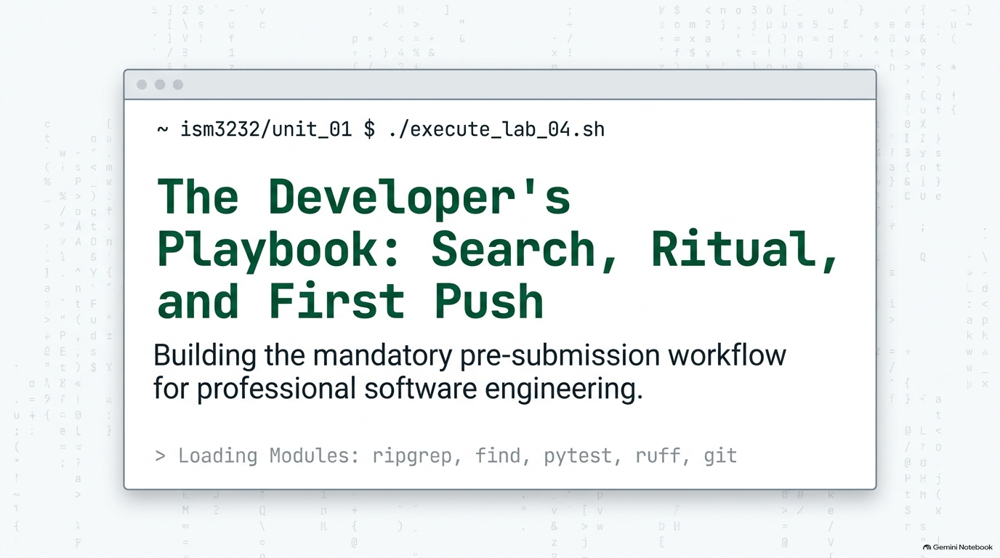 ~ ism3232/unit_01 $ ./execute_lab_04.sh
The Developer's
Playbook: Search, Ritual,
and First Push
Building the mandatory pre-submission workflow
for professional software engineering.
> Loading Modules: ripgrep, find, pytest, ruff, git
Gemini Notebook